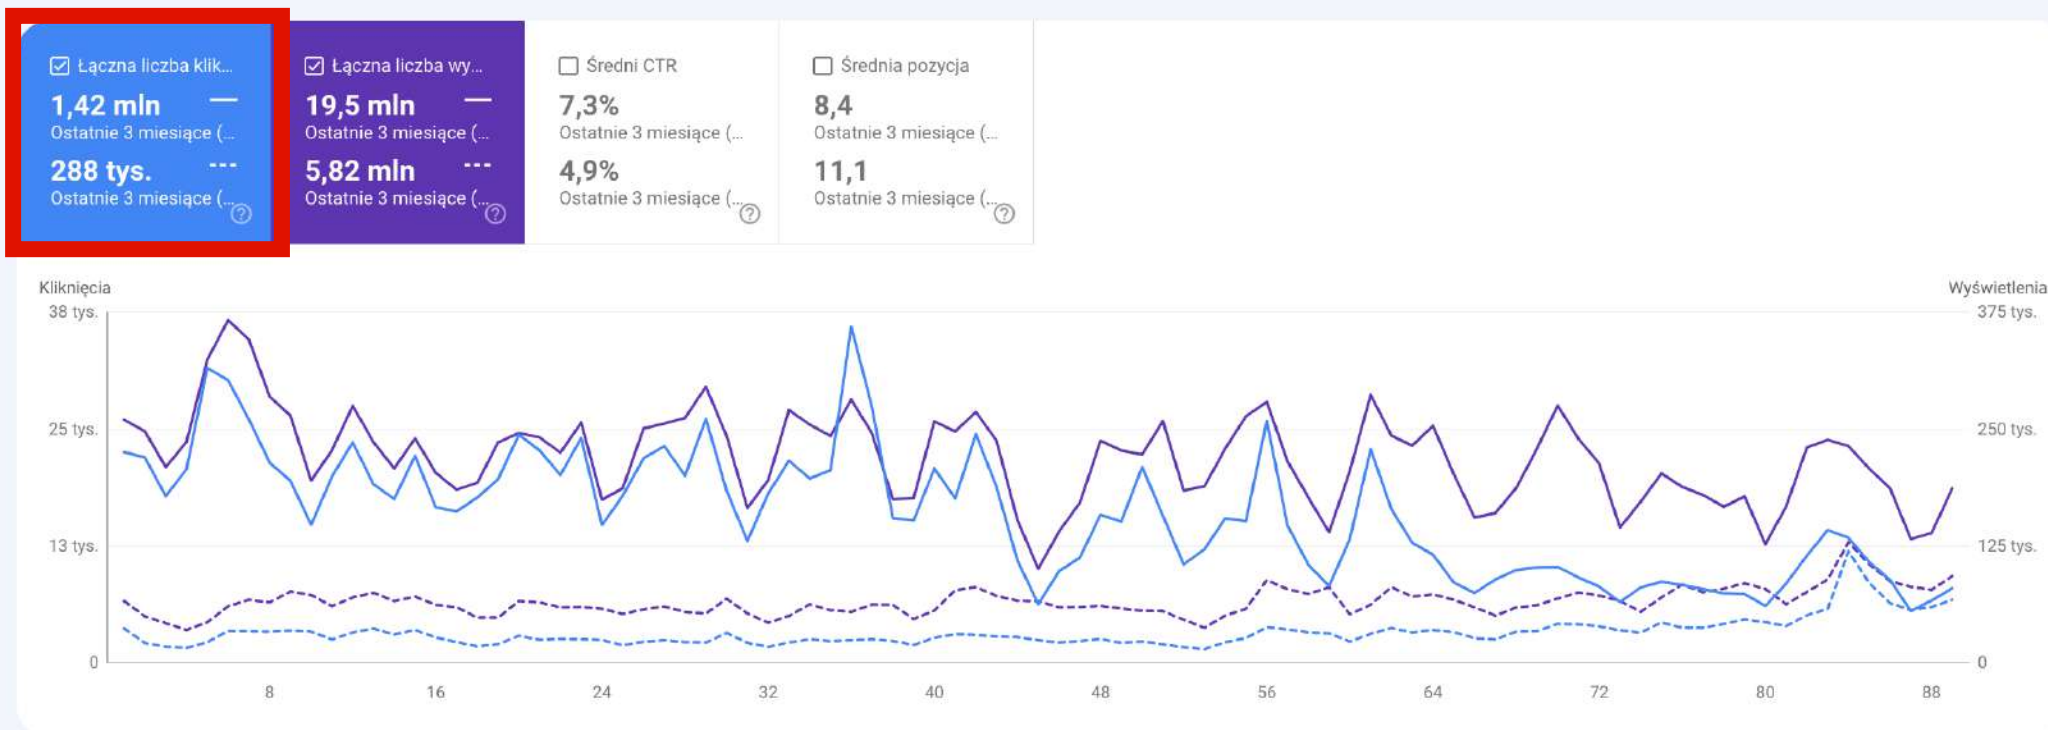 Łączna liczba klik...
1,42 mln
Ostatnie 3 miesiące (...
288 tys.
Ostatnie 3 miesiące (...
Łączna liczba wy...
19,5 mln
Ostatnie 3 miesiące (...
5,82 mln
Ostatnie 3 miesiące (...
Średni CTR
7,3%
Ostatnie 3 miesiące (...
4,9%
Ostatnie 3 miesiące (...
Średnia pozycja
8,4
Ostatnie 3 miesiące (...
11,1
Ostatnie 3 miesiące (...
Kliknięcia
38 tys.
25 tys.
13 tys.
0
Wyświetlenia
375 tys.
250 tys.
125 tys.
0
8 16 24 32 40 48 56 64 72 80 88